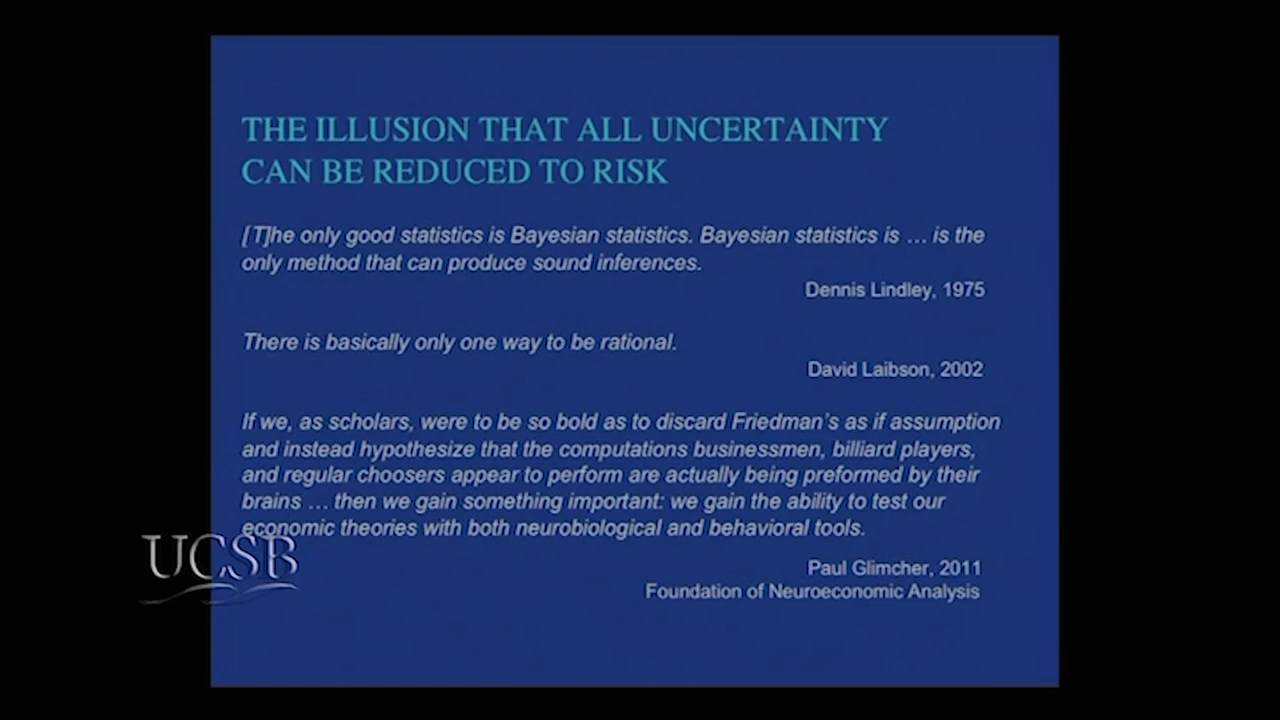 THE ILLUSION THAT ALL UNCERTAINTY
CAN BE REDUCED TO RISK
[T]he only good statistics is Bayesian statistics. Bayesian statistics is … is the
only method that can produce sound inferences.
Dennis Lindley, 1975
There is basically only one way to be rational.
David Laibson, 2002
If we, as scholars, were to be so bold as to discard Friedman's as if assumption
and instead hypothesize that the computations businessmen, billiard players,
and regular choosers appear to perform are actually being preformed by their
brains … then we gain something important: we gain the ability to test our
economic theories with both neurobiological and behavioral tools.
UCSB
Paul Glimcher, 2011
Foundation of Neuroeconomic Analysis